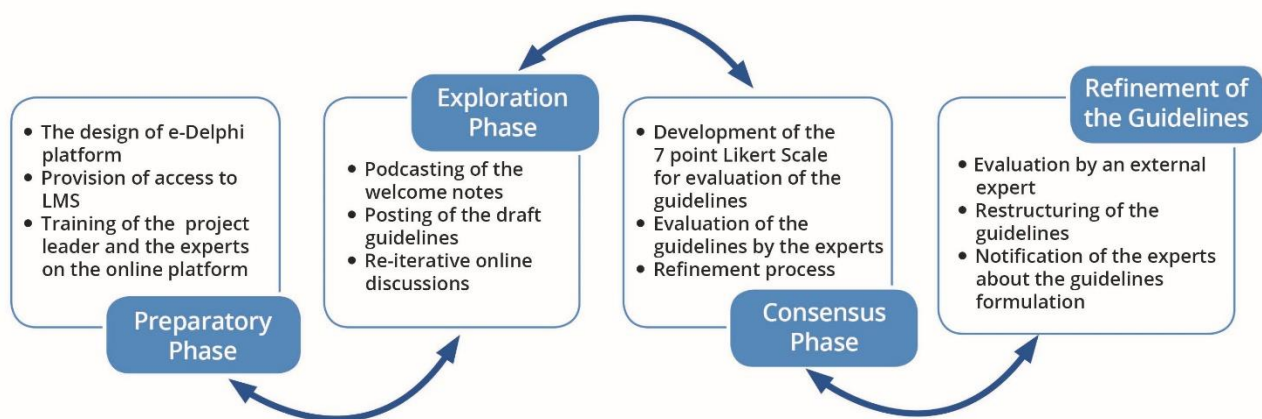 • The design of e-Delphi
platform
• Provision of access to
LMS
• Training of the project
leader and the experts
on the online platform
Preparatory
Phase
Exploration
Phase
• Podcasting of the
welcome notes
• Posting of the draft
guidelines
• Re-iterative online
discussions
• Development of the
7 point Likert Scale
for evaluation of the
guidelines
• Evaluation of the
guidelines by the experts
• Refinement process
Consensus
Phase
Refinement of
the Guidelines
• Evaluation by an external
expert
• Restructuring of the
guidelines
• Notification of the experts
about the guidelines
formulation